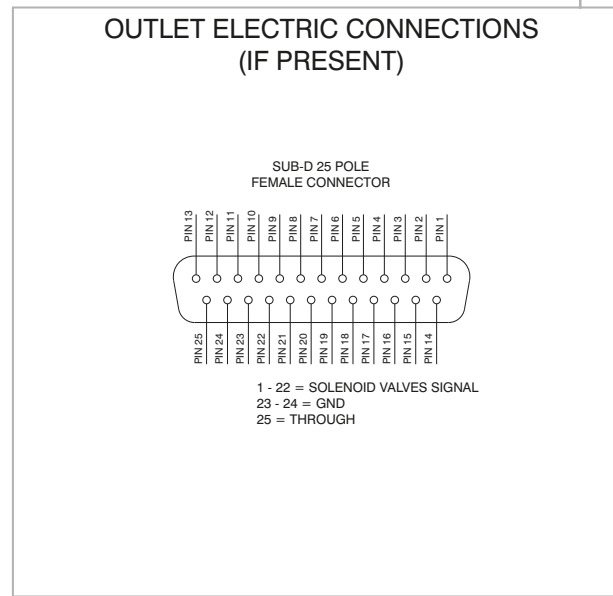 OUTLET ELECTRIC CONNECTIONS
(IF PRESENT)
SUB-D 25 POLE
FEMALE CONNECTOR
PIN 13
PIN 12
PIN 11
PIN 10
PIN 9
PIN 8
PIN 7
PIN 6
PIN 5
PIN 4
PIN 3
PIN 2
PIN 1
PIN 25
PIN 24
PIN 23
PIN 22
PIN 21
PIN 20
PIN 19
PIN 18
PIN 17
PIN 16
PIN 15
PIN 14
1 - 22 = SOLENOID VALVES SIGNAL
23 - 24 = GND
25 = THROUGH